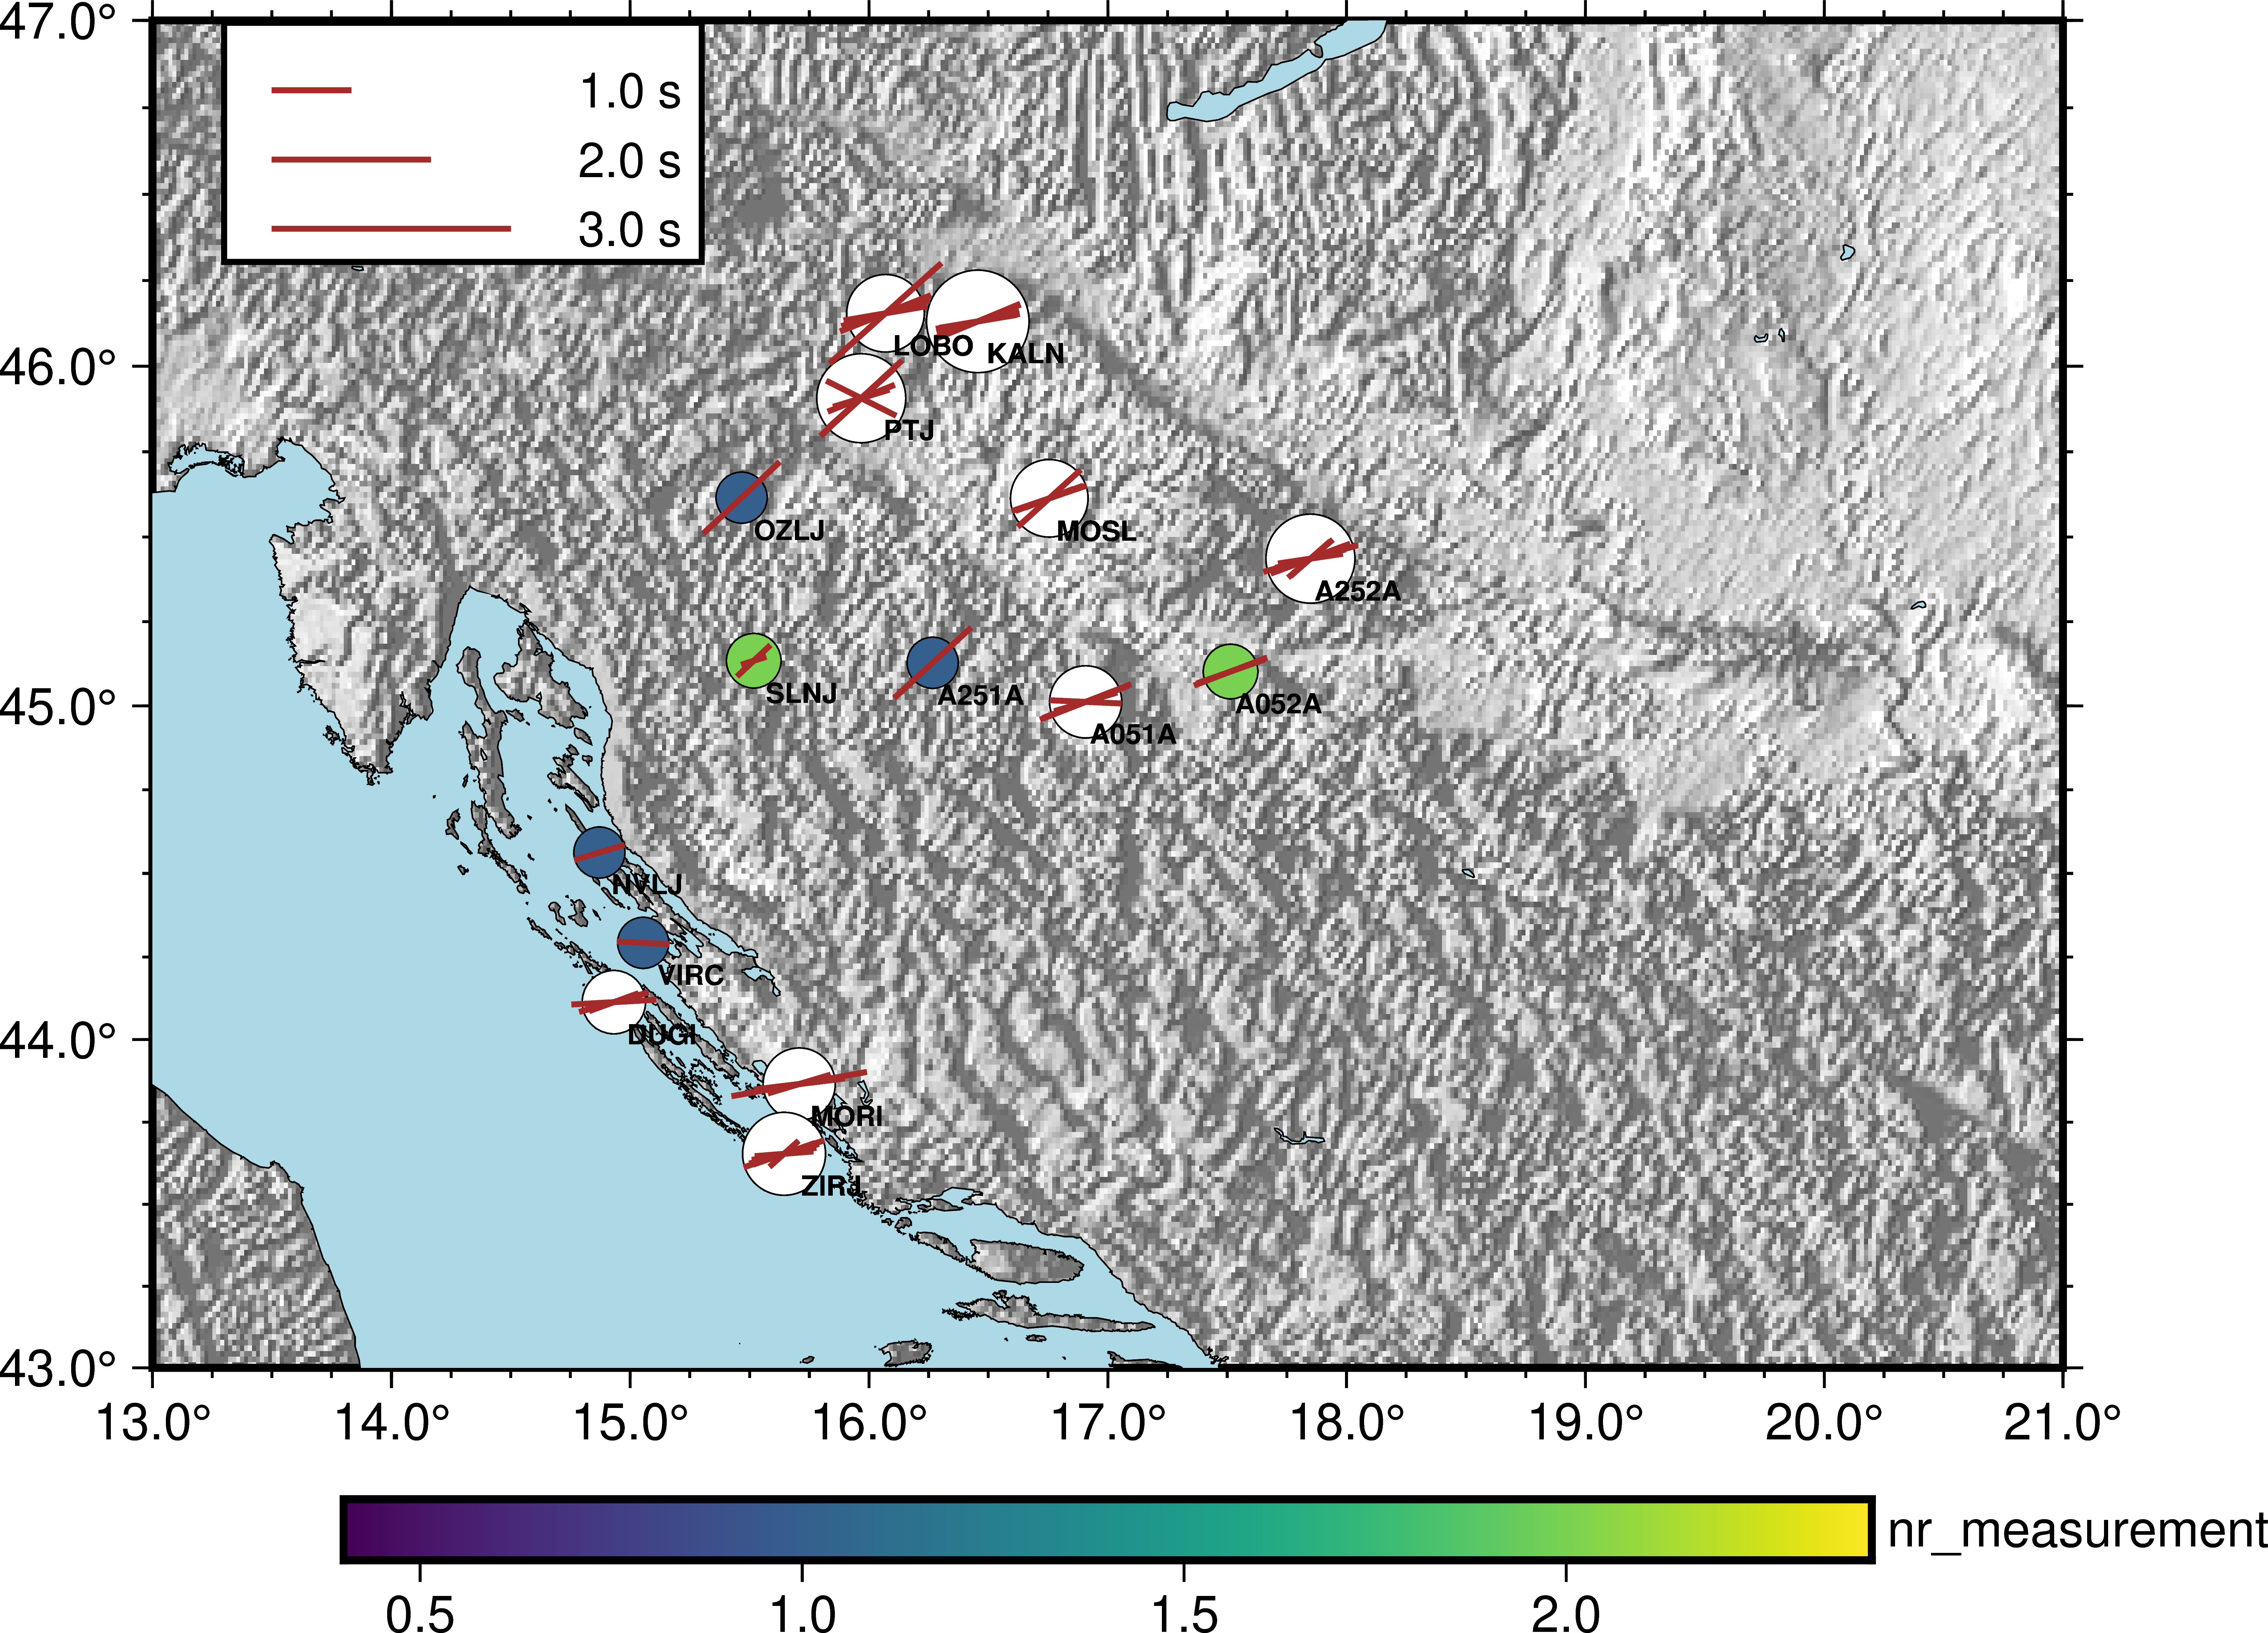 47.0°
1.0 s
2.0 s
3.0 s
LOBO
KALN
46.0°
PTJ
OZLJ
MOSL
A252A
SLNJ
A251A
A052A
45.0°
A051A
NVLJ
VIRC
44.0°
DUGI
MORI
ZIRJ
43.0°
13.0° 14.0° 15.0° 16.0° 17.0° 18.0° 19.0° 20.0° 21.0°
nr_measurement
0.5 1.0 1.5 2.0